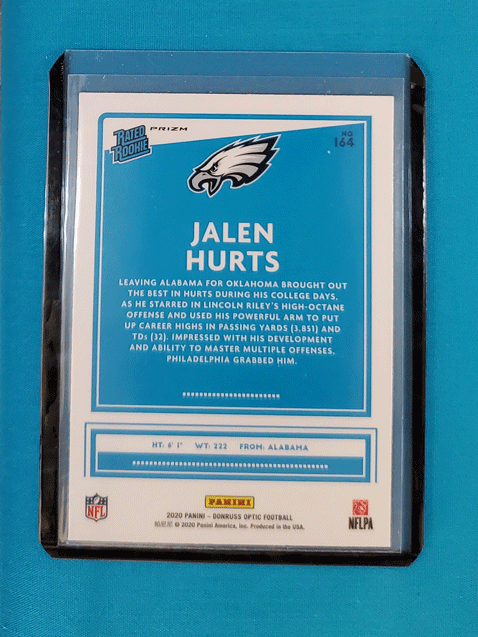 RATED
ROOKIE
PRIZM
NO.
164
JALEN
HURTS
LEAVING ALABAMA FOR OKLAHOMA BROUGHT OUT
THE BEST IN HURTS DURING HIS COLLEGE DAYS,
AS HE STARRED IN LINCOLN RILEY'S HIGH-OCTANE
OFFENSE AND USED HIS POWERFUL ARM TO PUT
UP CAREER HIGHS IN PASSING YARDS (3,851) AND
TDs (32). IMPRESSED WITH HIS DEVELOPMENT
AND ABILITY TO MASTER MULTIPLE OFFENSES,
PHILADELPHIA GRABBED HIM.
HT: 6' 1" WT: 222 FROM: ALABAMA
PANINI
NFL
2020 PANINI – DONRUSS OPTIC FOOTBALL
© 2020 Panini America, Inc. Produced in the USA.
NFLPA